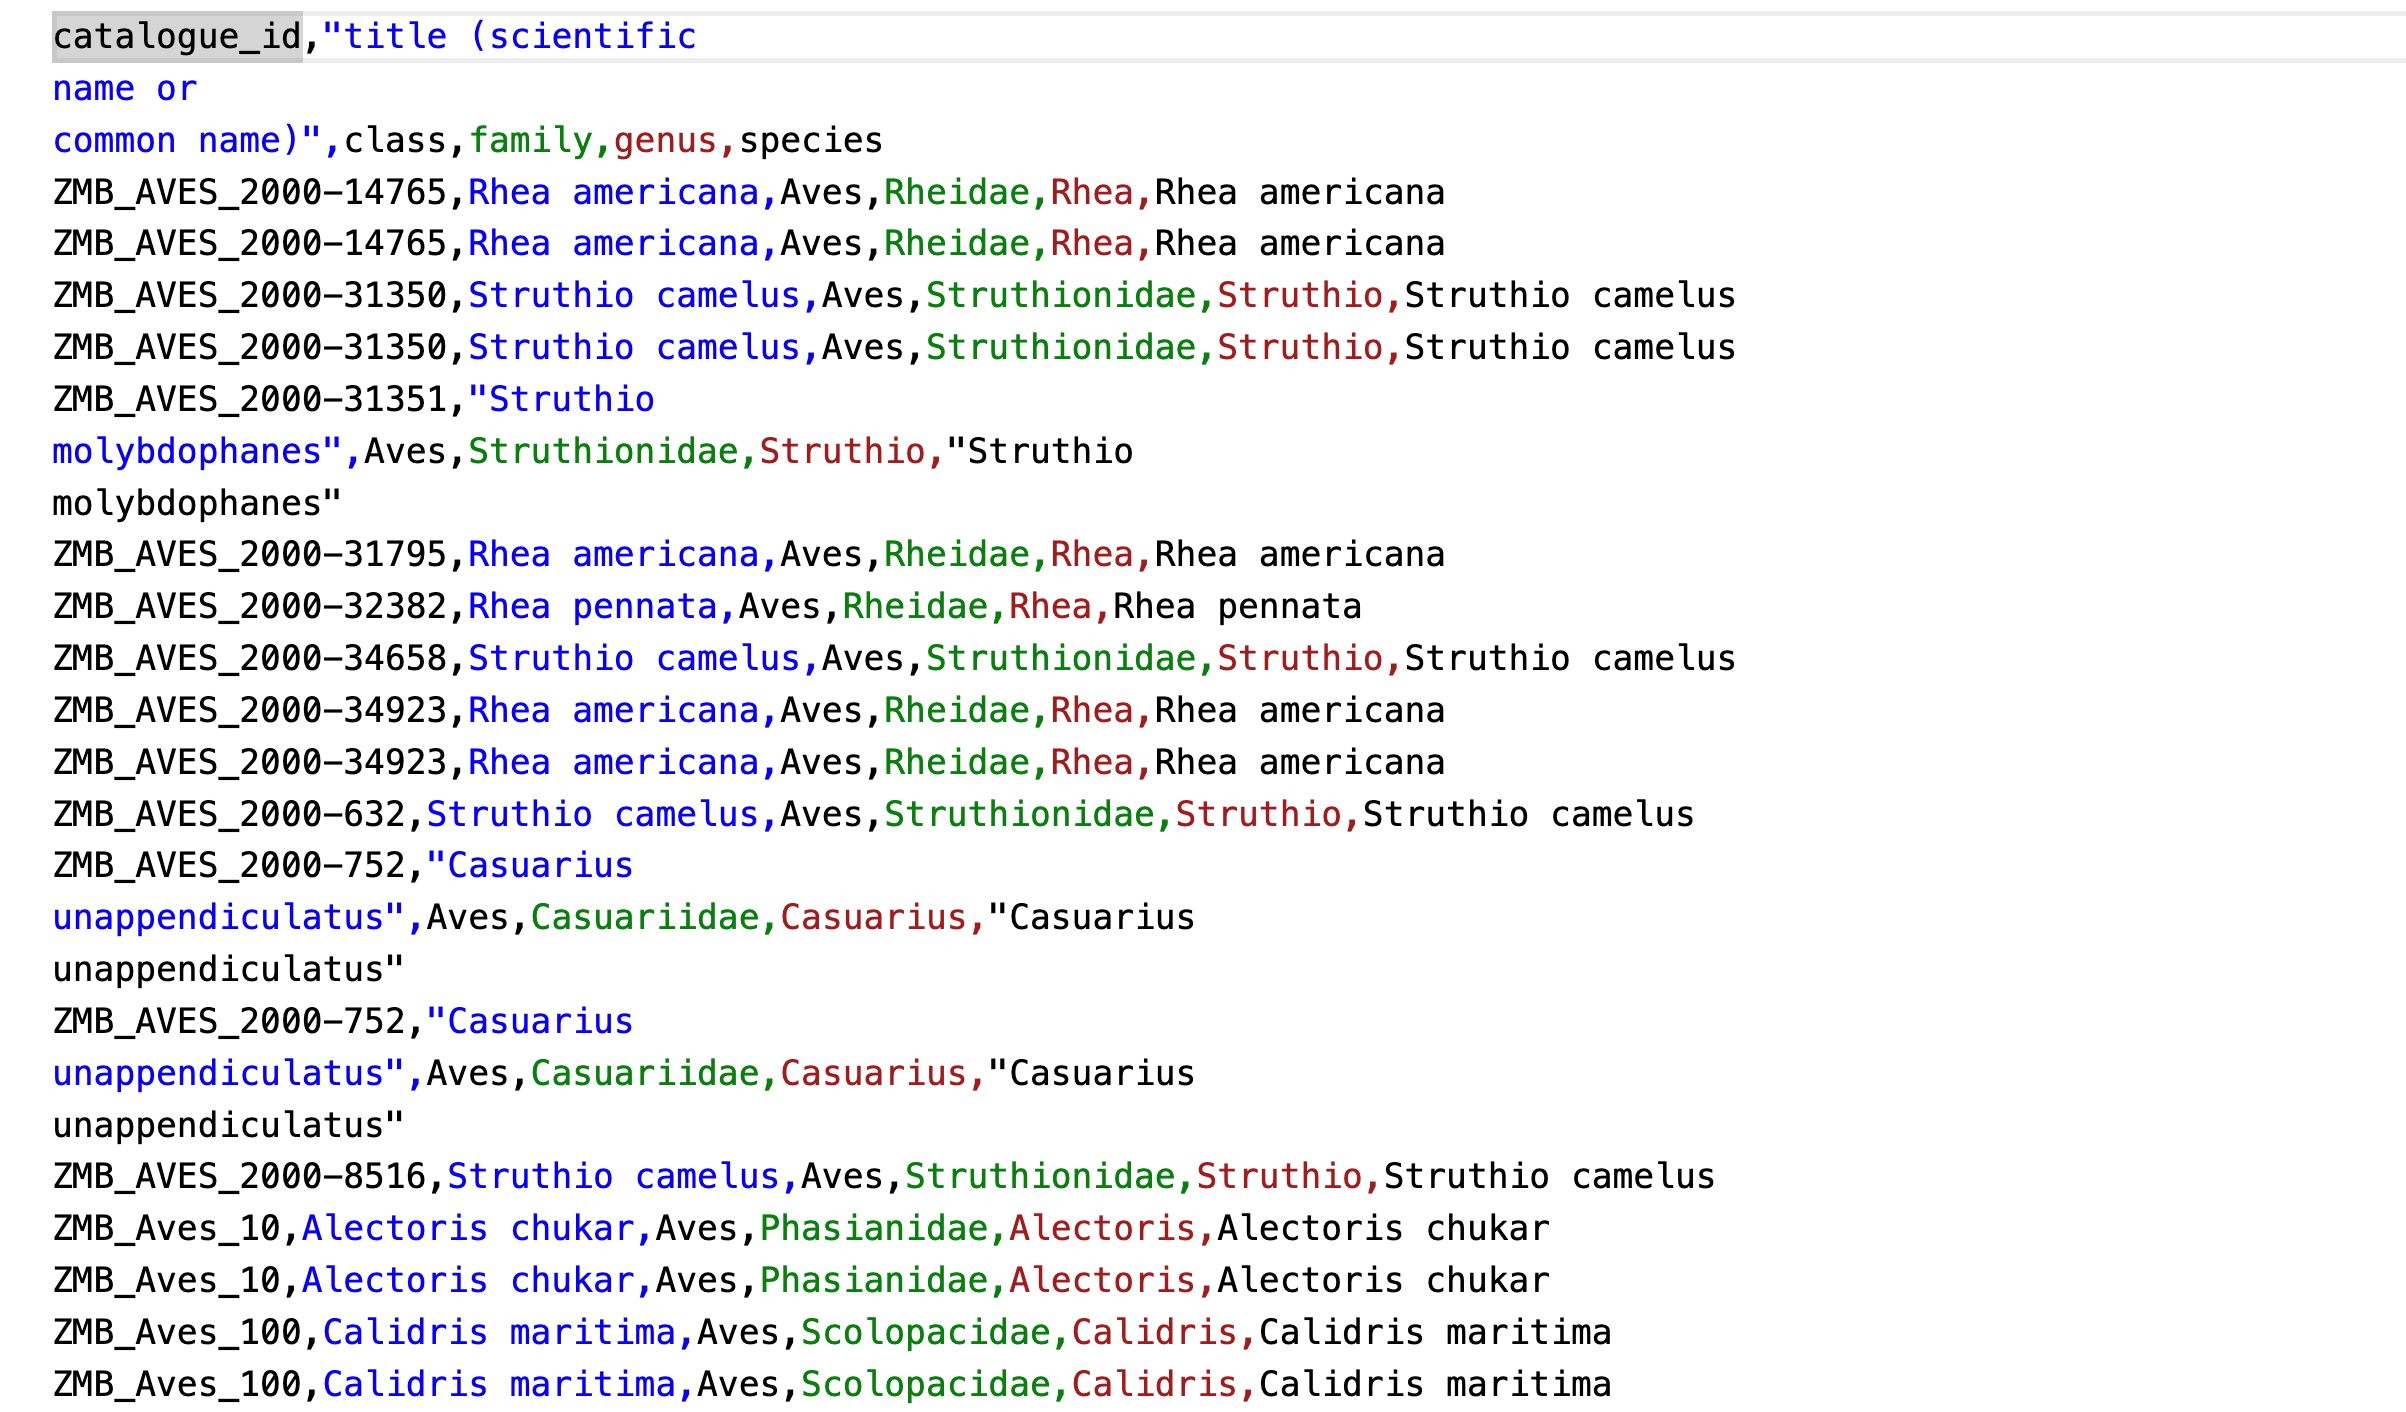 catalogue_id,"title (scientific
name or
common name)",class,family,genus,species
ZMB_AVES_2000-14765,Rhea americana,Aves,Rheidae,Rhea,Rhea americana
ZMB_AVES_2000-14765,Rhea americana,Aves,Rheidae,Rhea,Rhea americana
ZMB_AVES_2000-31350,Struthio camelus,Aves,Struthionidae,Struthio,Struthio camelus
ZMB_AVES_2000-31350,Struthio camelus,Aves,Struthionidae,Struthio,Struthio camelus
ZMB_AVES_2000-31351,"Struthio
molybdophanes",Aves,Struthionidae,Struthio,"Struthio
molybdophanes"
ZMB_AVES_2000-31795,Rhea americana,Aves,Rheidae,Rhea,Rhea americana
ZMB_AVES_2000-32382,Rhea pennata,Aves,Rheidae,Rhea,Rhea pennata
ZMB_AVES_2000-34658,Struthio camelus,Aves,Struthionidae,Struthio,Struthio camelus
ZMB_AVES_2000-34923,Rhea americana,Aves,Rheidae,Rhea,Rhea americana
ZMB_AVES_2000-34923,Rhea americana,Aves,Rheidae,Rhea,Rhea americana
ZMB_AVES_2000-632,Struthio camelus,Aves,Struthionidae,Struthio,Struthio camelus
ZMB_AVES_2000-752,"Casuarius
unappendiculatus",Aves,Casuariidae,Casuarius,"Casuarius
unappendiculatus"
ZMB_AVES_2000-752,"Casuarius
unappendiculatus",Aves,Casuariidae,Casuarius,"Casuarius
unappendiculatus"
ZMB_AVES_2000-8516,Struthio camelus,Aves,Struthionidae,Struthio,Struthio camelus
ZMB_Aves_10,Alectoris chukar,Aves,Phasianidae,Alectoris,Alectoris chukar
ZMB_Aves_10,Alectoris chukar,Aves,Phasianidae,Alectoris,Alectoris chukar
ZMB_Aves_100,Calidris maritima,Aves,Scolopacidae,Calidris,Calidris maritima
ZMB_Aves_100,Calidris maritima,Aves,Scolopacidae,Calidris,Calidris maritima